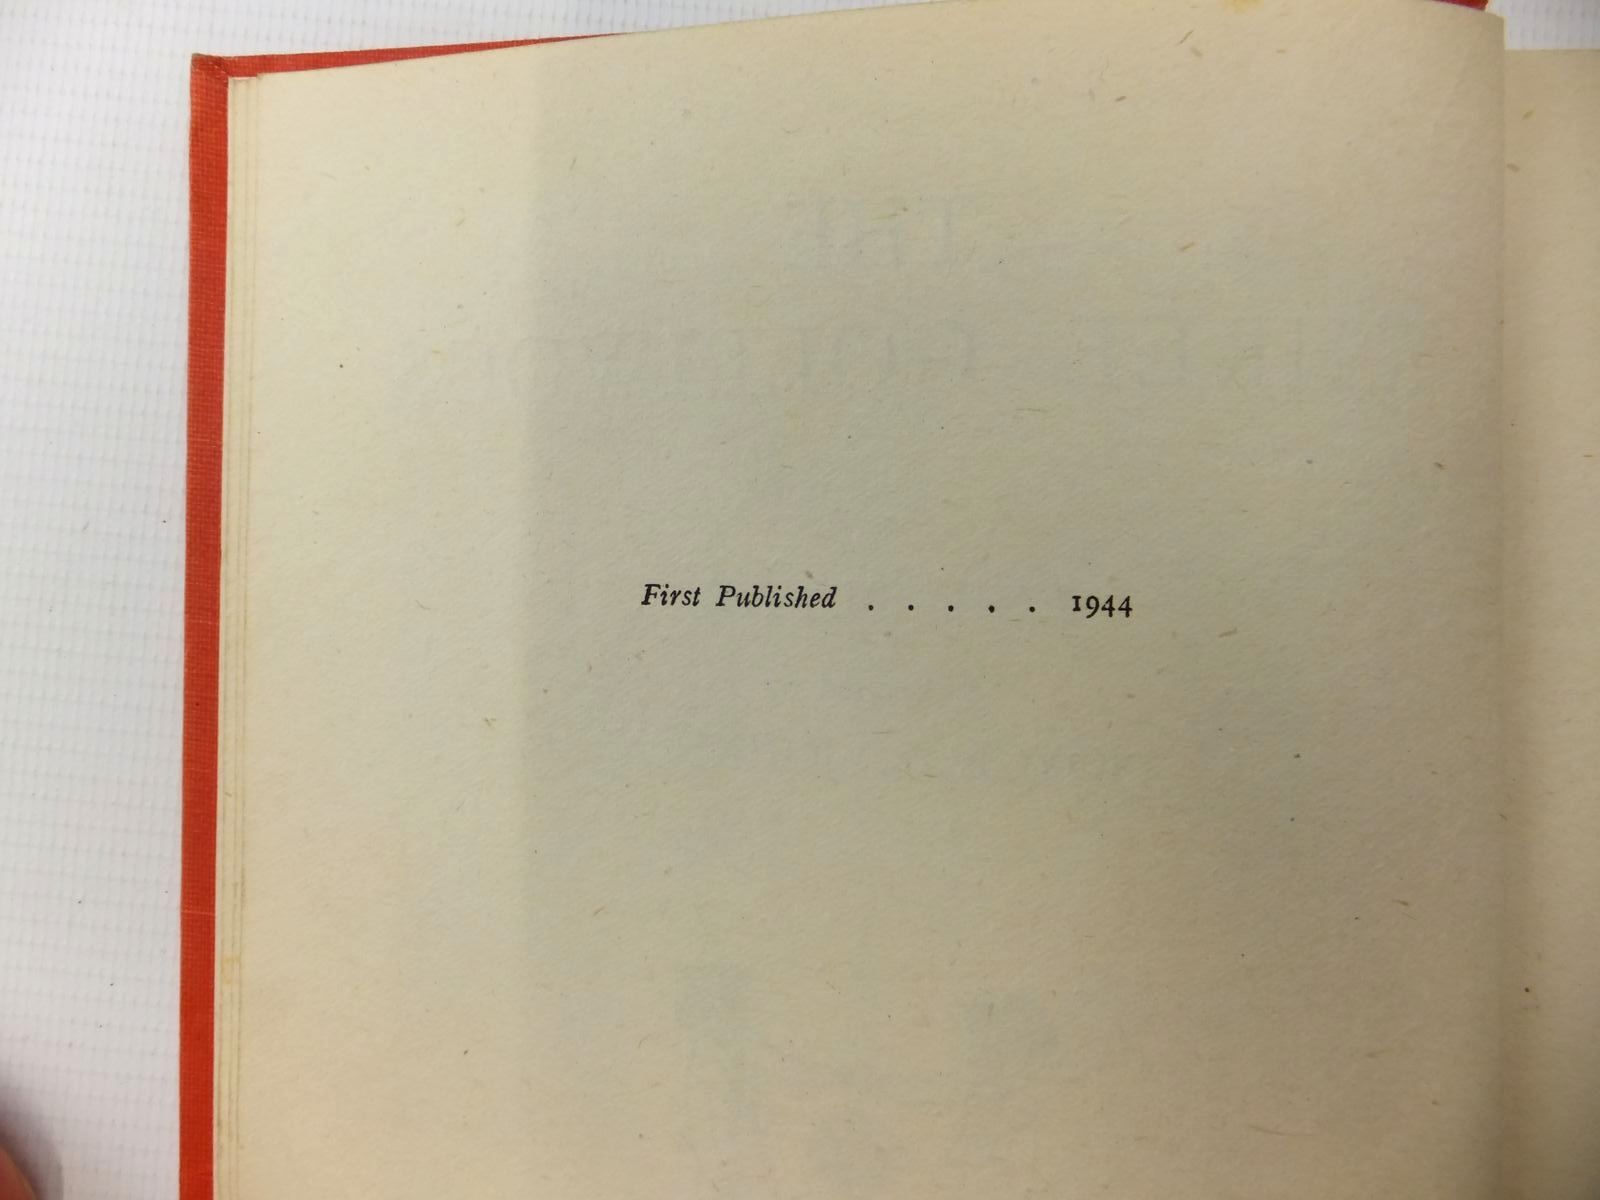 First Published . . . . . 1944